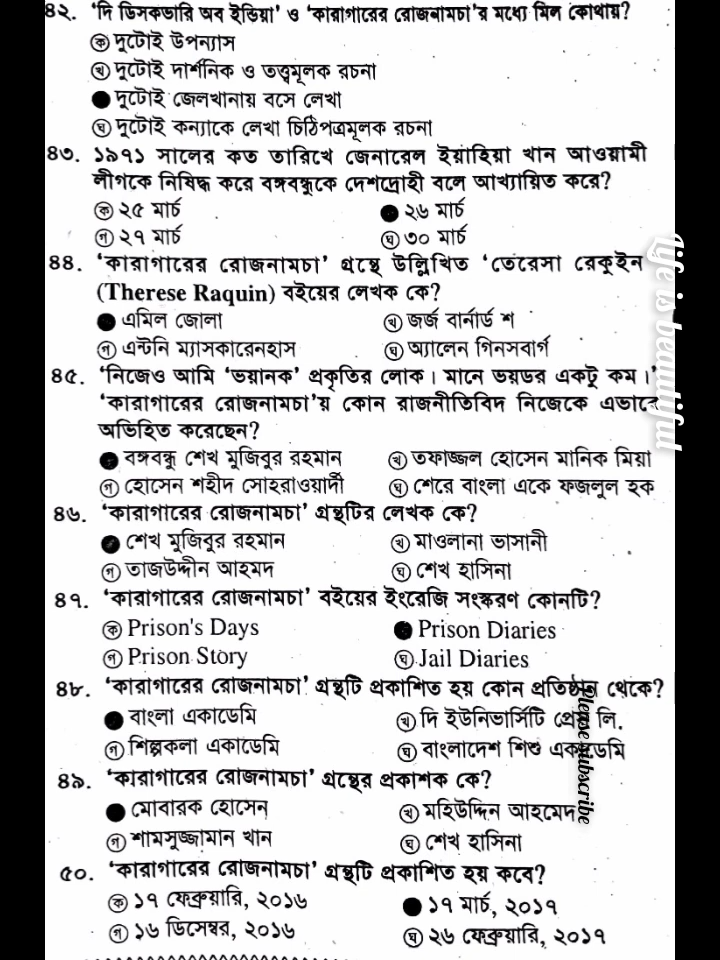 ৪২. ‘দি ডিসকভারি অব ইন্ডিয়া’ ও ‘কারাগারের রোজনামচা’র মধ্যে মিল কোথায়?
ক দুটোই উপন্যাস
খ দুটোই দার্শনিক ও তত্ত্বমূলক রচনা
● দুটোই জেলখানায় বসে লেখা
ঘ দুটোই কন্যাকে লেখা চিঠিপত্রমূলক রচনা
৪৩. ১৯৭১ সালের কত তারিখে জেনারেল ইয়াহিয়া খান আওয়ামী
লীগকে নিষিদ্ধ করে বঙ্গবন্ধুকে দেশদ্রোহী বলে আখ্যায়িত করে?
ক ২৫ মার্চ ● ২৬ মার্চ
গ ২৭ মার্চ ঘ ৩০ মার্চ
৪৪. ‘কারাগারের রোজনামচা’ গ্রন্থে উল্লিখিত ‘তেরেসা রেকুইন
(Therese Raquin) বইয়ের লেখক কে?
● এমিল জোলা খ জর্জ বার্নার্ড শ
গ এন্টনি ম্যাসকারেনহাস ঘ অ্যালেন গিনসবার্গ
৪৫. ‘নিজেও আমি ‘ভয়ানক’ প্রকৃতির লোক। মানে ভয়ডর একটু কম।’
‘কারাগারের রোজনামচা’য় কোন রাজনীতিবিদ নিজেকে এভাবে
অভিহিত করেছেন?
● বঙ্গবন্ধু শেখ মুজিবুর রহমান খ তফাজ্জল হোসেন মানিক মিয়া
গ হোসেন শহীদ সোহরাওয়ার্দী ঘ শেরে বাংলা একে ফজলুল হক
৪৬. ‘কারাগারের রোজনামচা’ গ্রন্থটির লেখক কে?
● শেখ মুজিবুর রহমান খ মাওলানা ভাসানী
গ তাজউদ্দীন আহমদ ঘ শেখ হাসিনা
৪৭. ‘কারাগারের রোজনামচা’ বইয়ের ইংরেজি সংস্করণ কোনটি?
ক Prison's Days ● Prison Diaries
গ Prison Story ঘ Jail Diaries
৪৮. ‘কারাগারের রোজনামচা’ গ্রন্থটি প্রকাশিত হয় কোন প্রতিষ্ঠান থেকে?
● বাংলা একাডেমি খ দি ইউনিভার্সিটি প্রেস লি.
গ শিল্পকলা একাডেমি ঘ বাংলাদেশ শিশু একাডেমি
৪৯. ‘কারাগারের রোজনামচা’ গ্রন্থের প্রকাশক কে?
● মোবারক হোসেন খ মহিউদ্দিন আহমেদ
গ শামসুজ্জামান খান ঘ শেখ হাসিনা
৫০. ‘কারাগারের রোজনামচা’ গ্রন্থটি প্রকাশিত হয় কবে?
ক ১৭ ফেব্রুয়ারি, ২০১৬ ● ১৭ মার্চ, ২০১৭
গ ১৬ ডিসেম্বর, ২০১৬ ঘ ২৬ ফেব্রুয়ারি, ২০১৭
Life is beautiful
Please subscribe